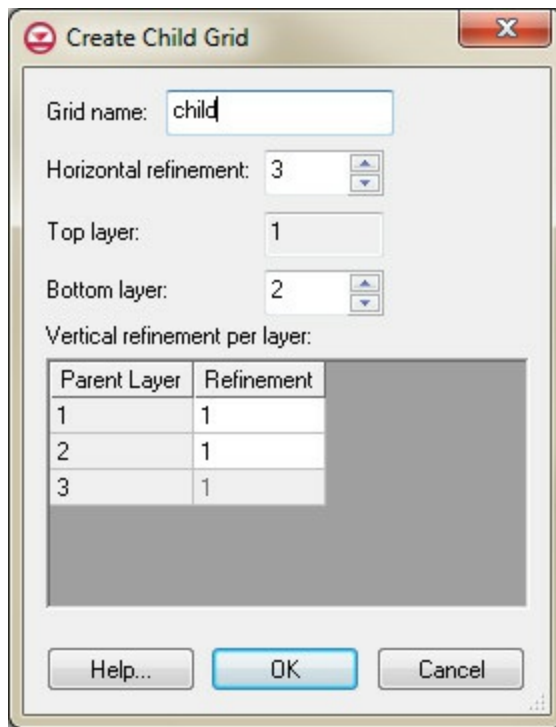 Create Child Grid
Grid name: child
Horizontal refinement: 3
Top layer: 1
Bottom layer: 2
Vertical refinement per layer:
Parent Layer Refinement
1 1
2 1
3 1
Help... OK Cancel